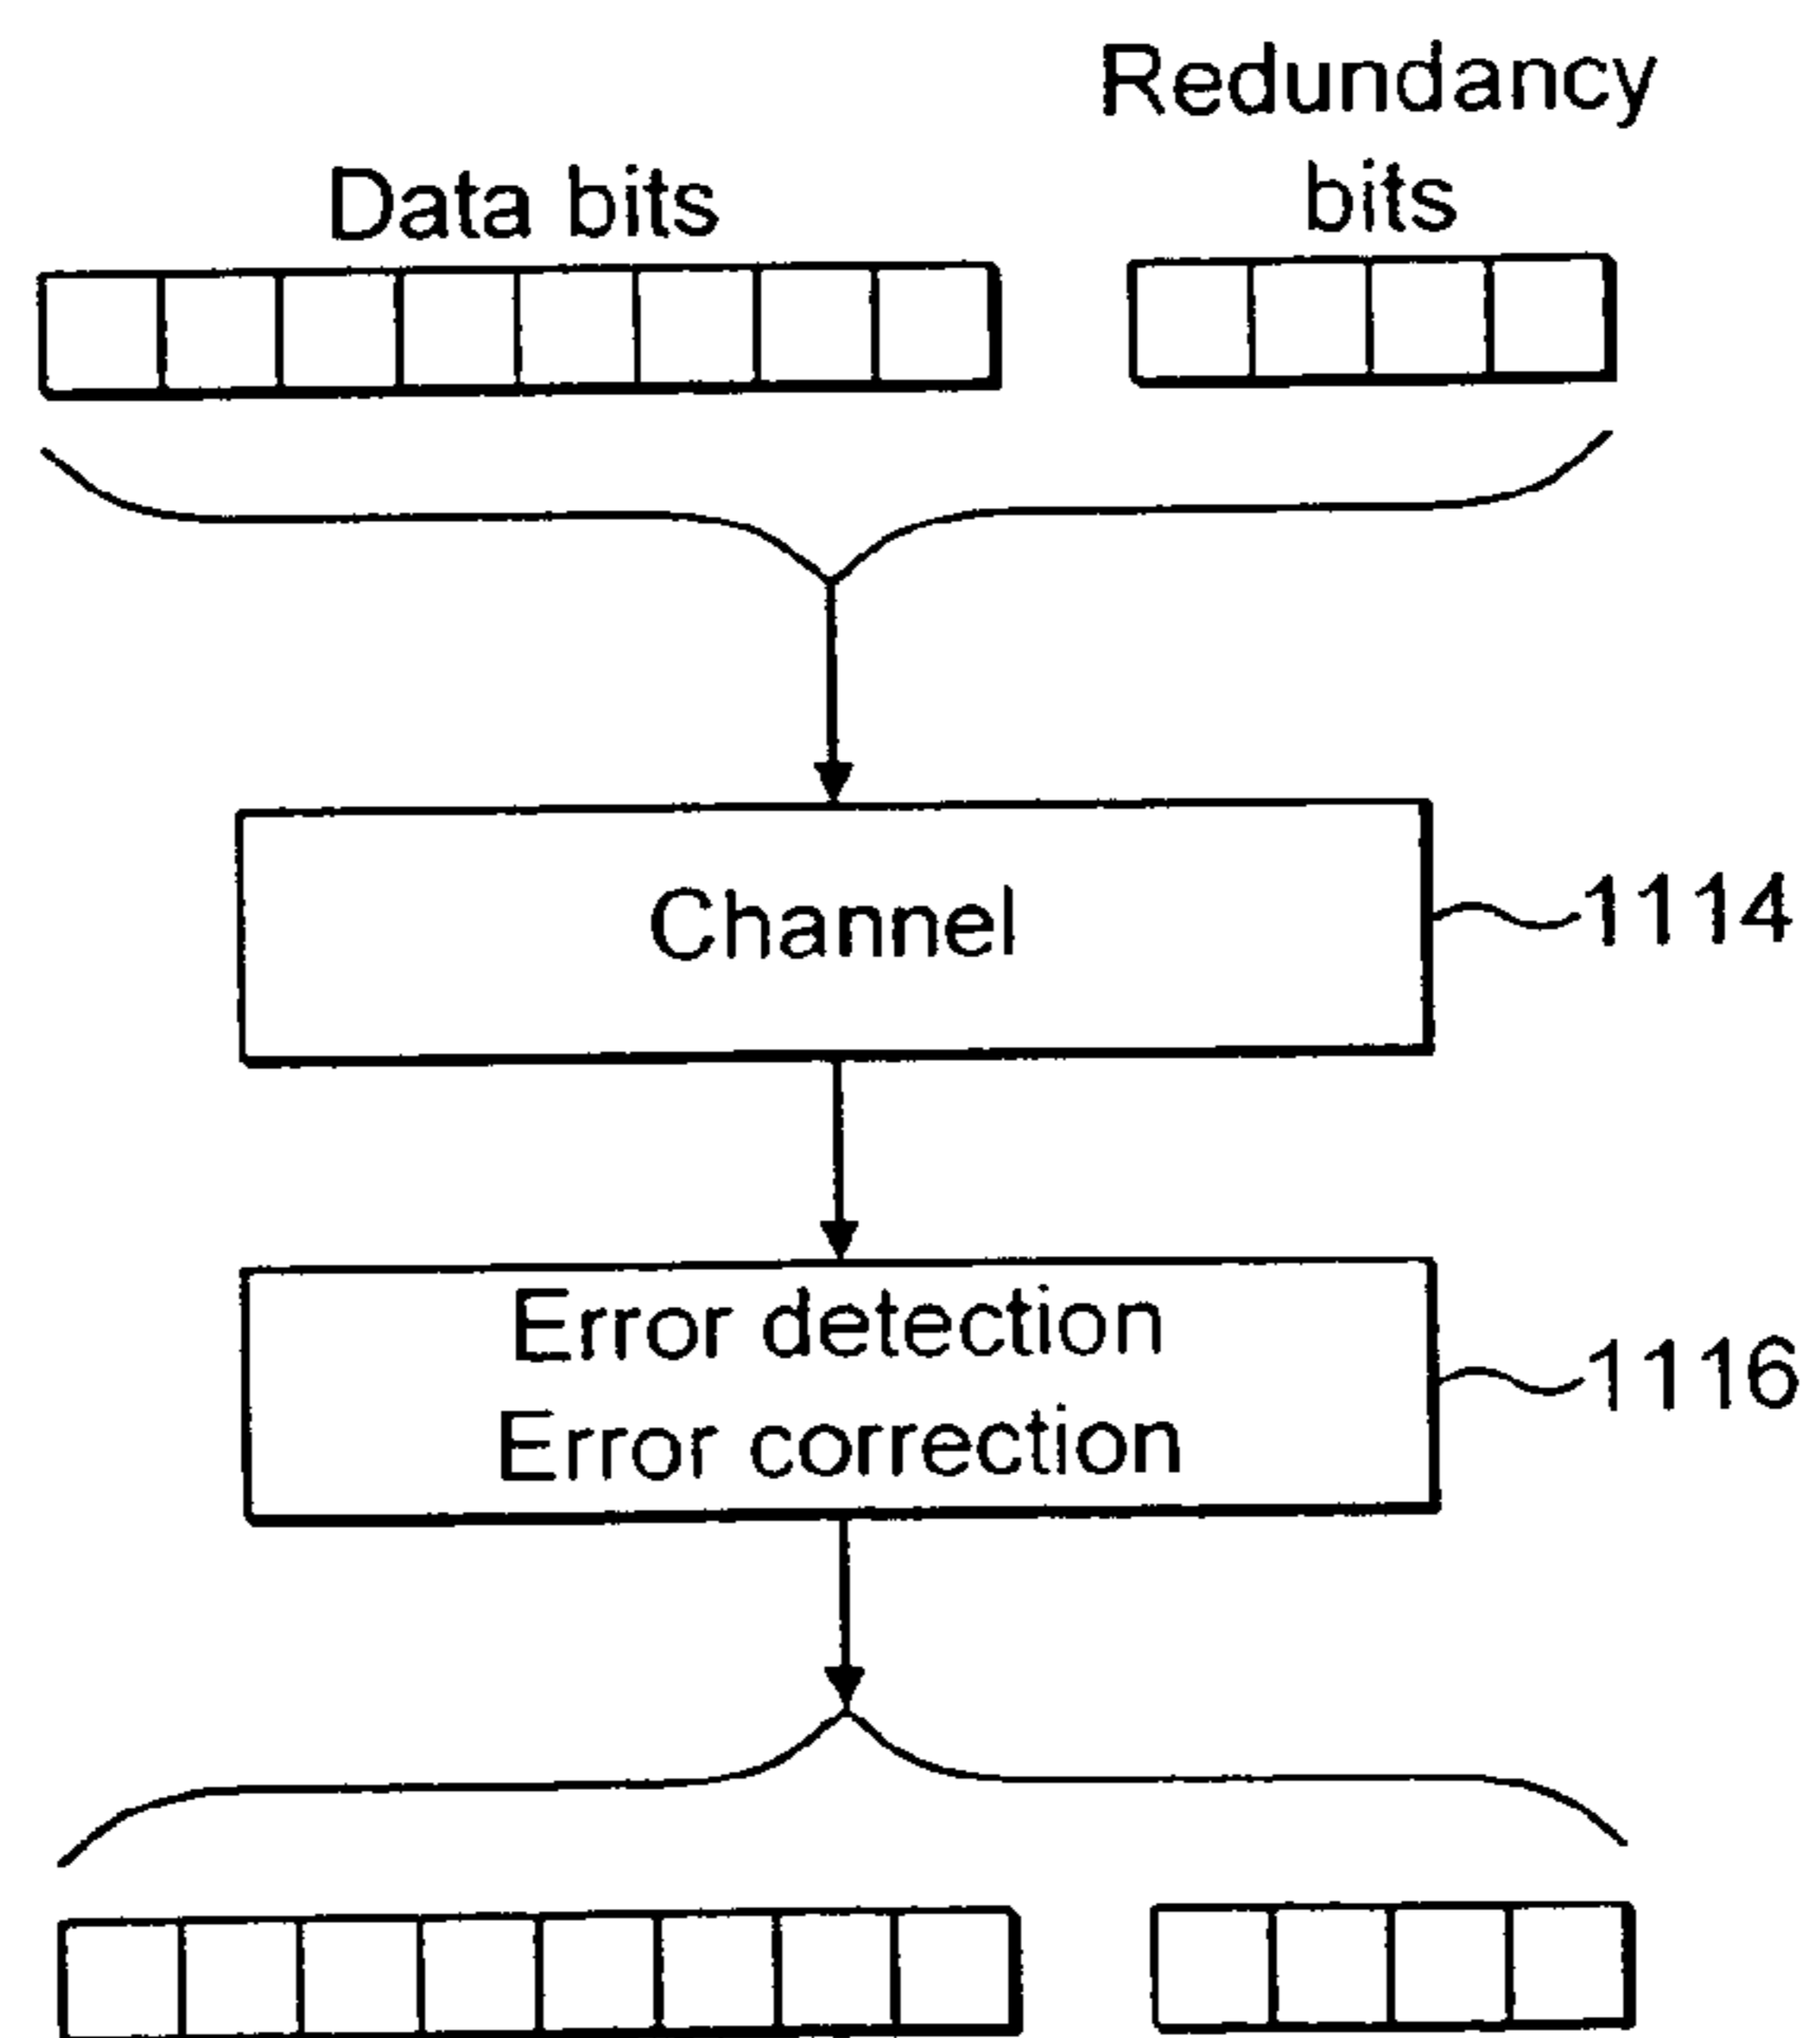 Redundancy
Data bits
bits
Channel
1114
Error detection
Error correction
1116